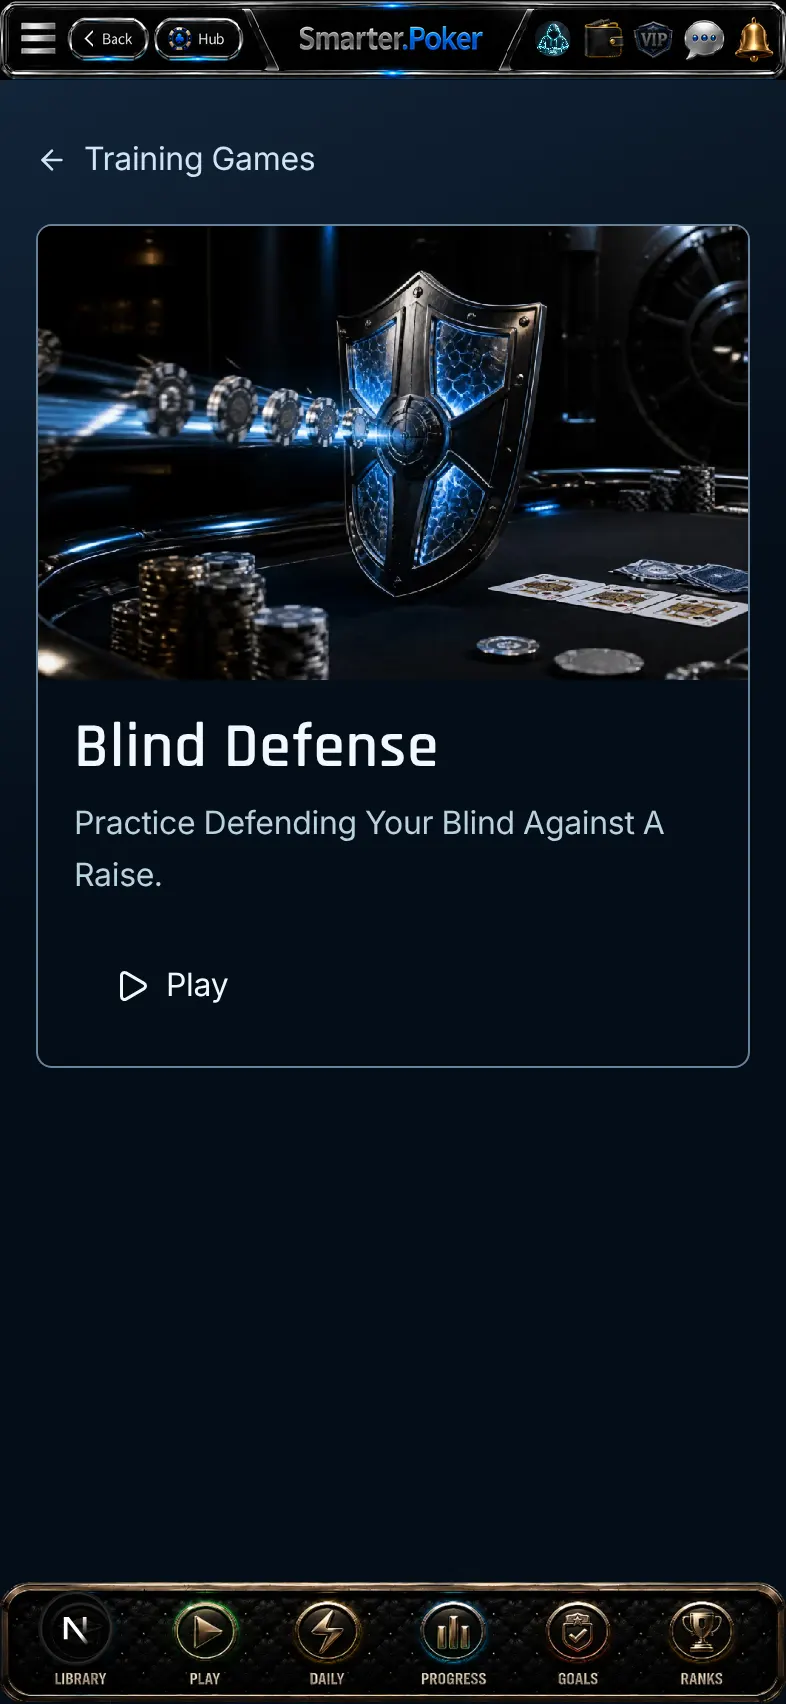 Back
Hub
Smarter.Poker
VIP
Training Games
Blind Defense
Practice Defending Your Blind Against A
Raise.
Play
N
LIBRARY
PLAY
DAILY
PROGRESS
GOALS
RANKS